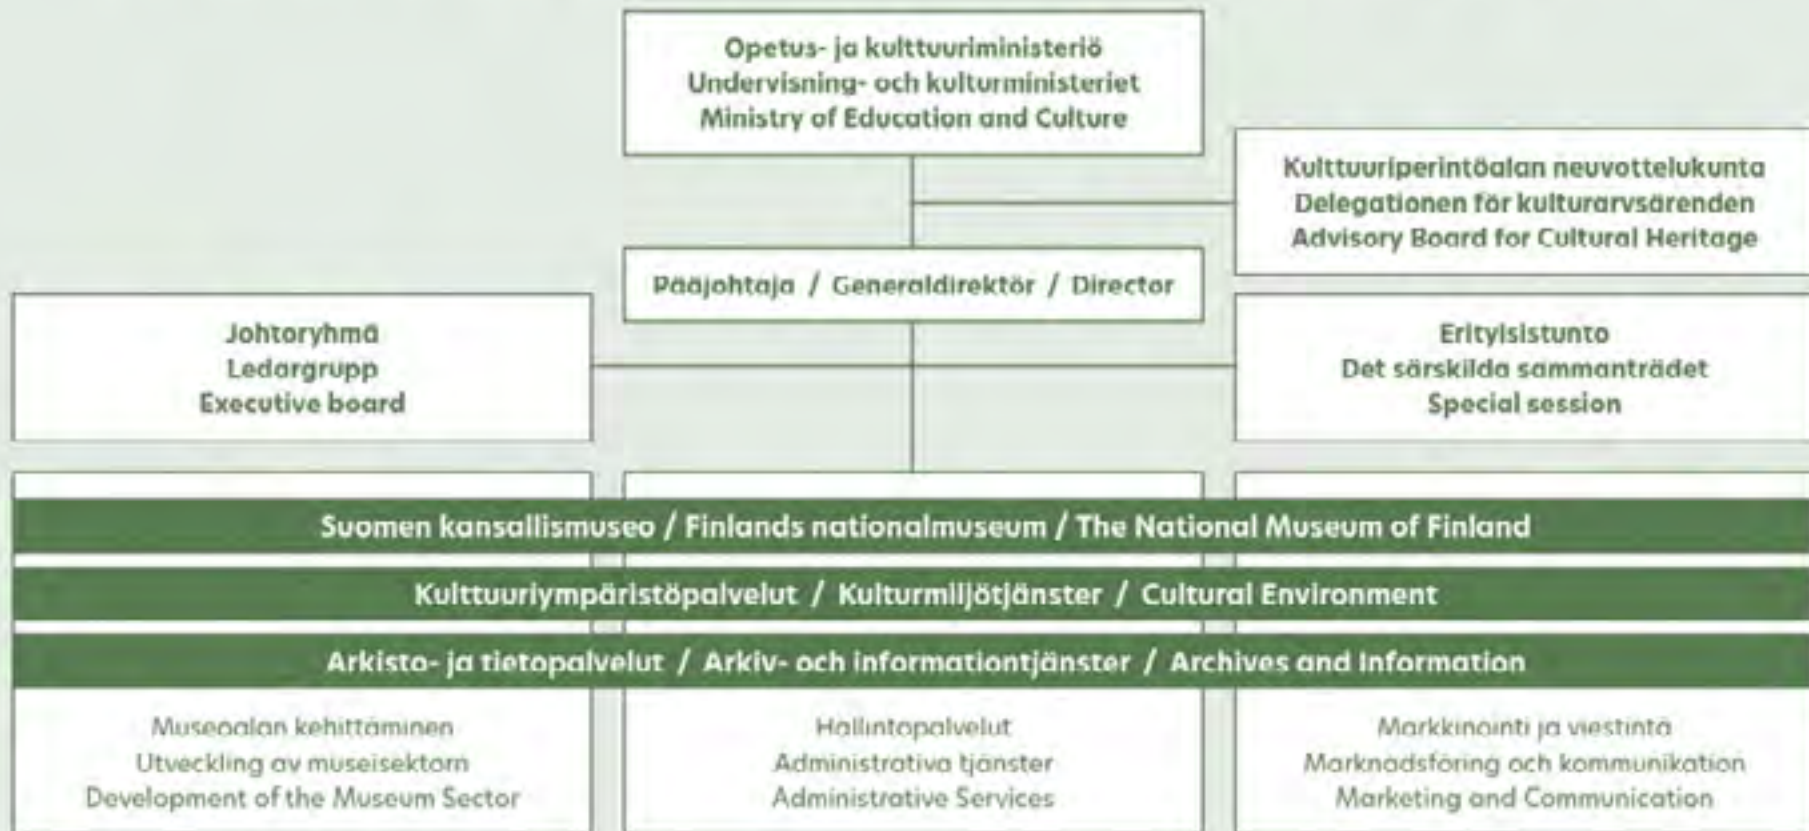 Opetus- ja kulttuuriministeriö
Undervisning- och kulturministeriet
Ministry of Education and Culture
Kulttuuriperintöalan neuvottelukunta
Delegationen för kulturarvsärenden
Advisory Board for Cultural Heritage
Pääjohtaja / Generaldirektör / Director
Johtoryhmä
Ledargrupp
Executive board
Erityisistunto
Det särskilda sammanträdet
Special session
Suomen kansallismuseo / Finlands nationalmuseum / The National Museum of Finland
Kulttuuriympäristöpalvelut / Kulturmiljötjänster / Cultural Environment
Arkisto- ja tietopalvelut / Arkiv- och informationtjänster / Archives and Information
Museoalan kehittäminen
Utveckling av museisektorn
Development of the Museum Sector
Hallintopalvelut
Administrativa tjänster
Administrative Services
Markkinointi ja viestintä
Marknadsföring och kommunikation
Marketing and Communication